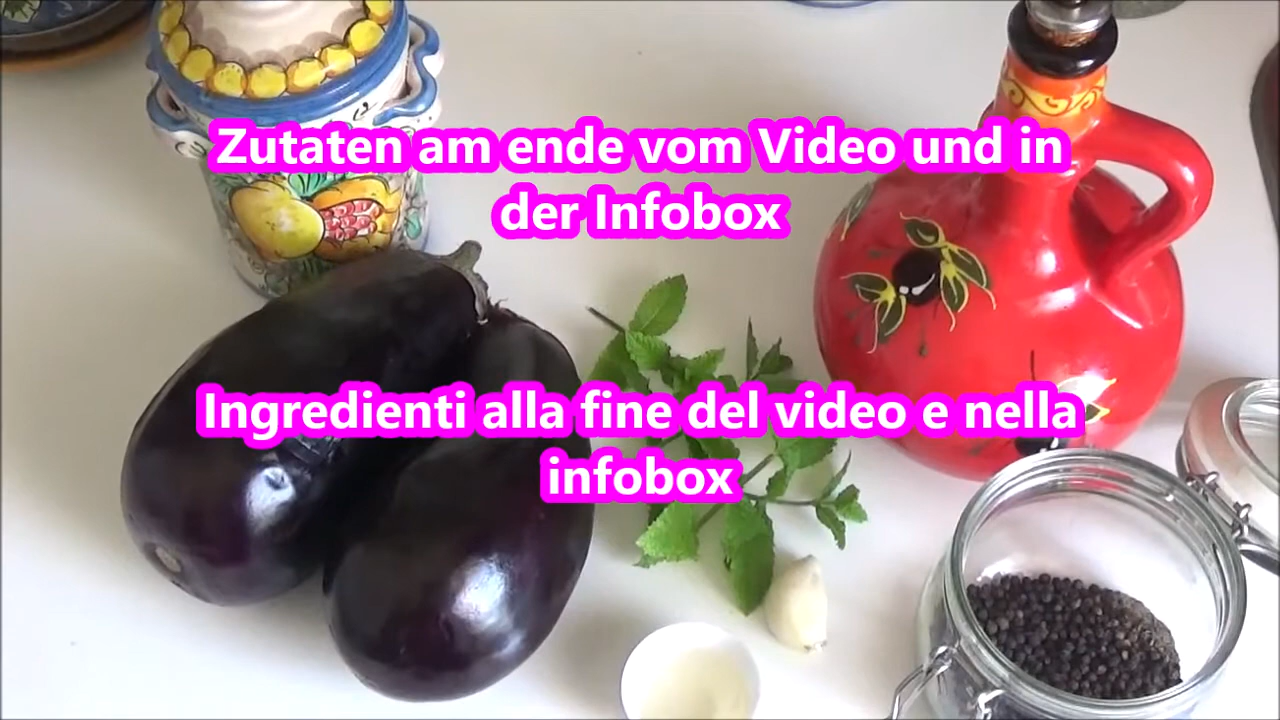 Zutaten am ende vom Video und in
der Infobox
Ingredienti alla fine del video e nella
infobox